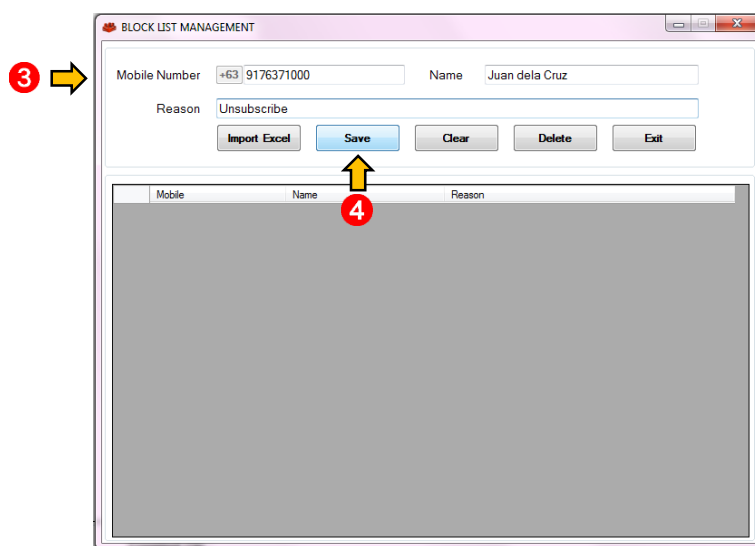 BLOCK LIST MANAGEMENT
3 Mobile Number +63 9176371000 Name Juan dela Cruz
Reason Unsubscribe
Import Excel Save Clear Delete Exit
4
Mobile Name Reason